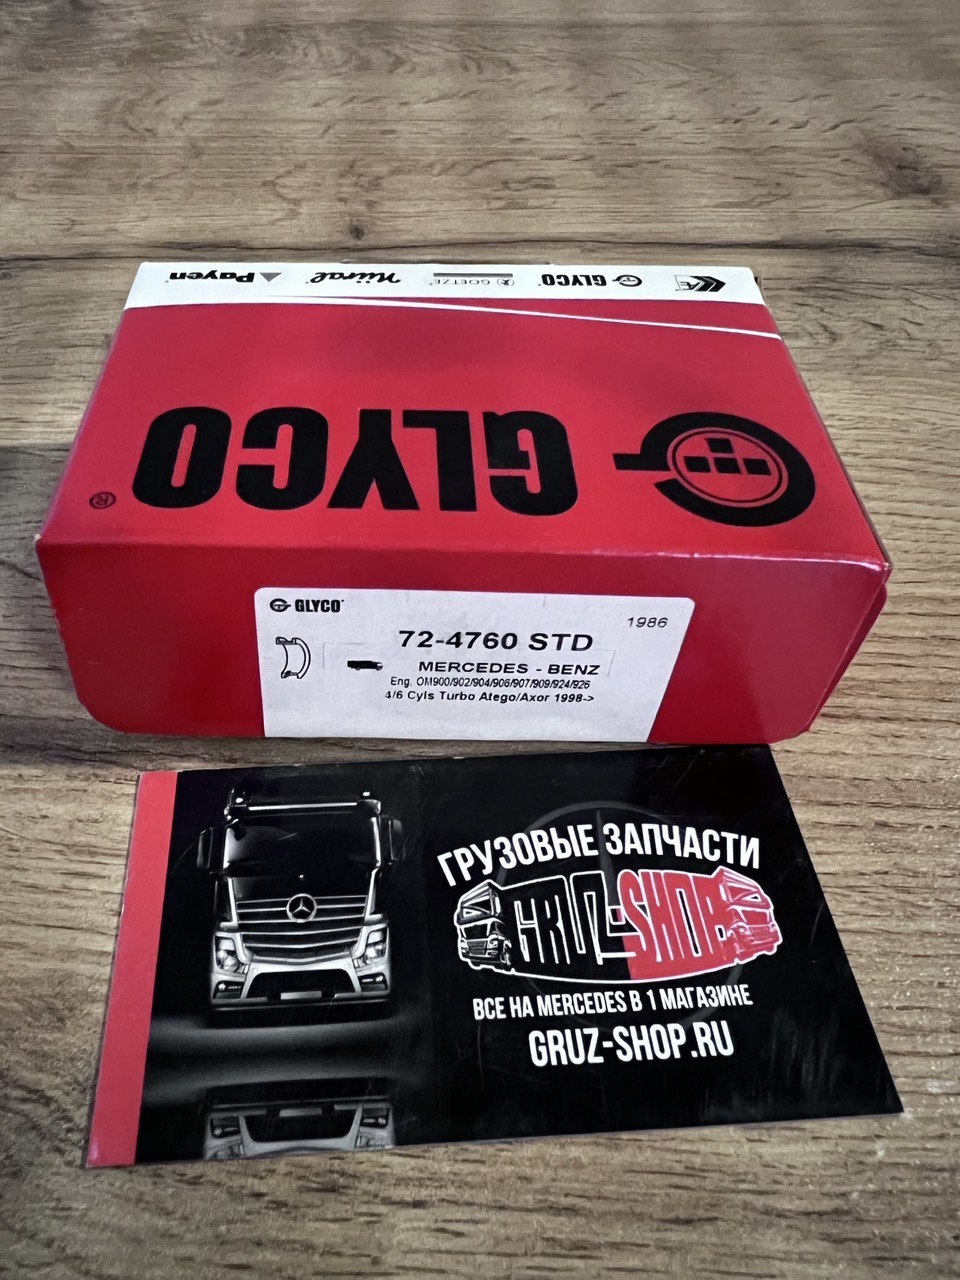 Payen
Nüral
GOETZE
GLYCO
AE
GLYCO®
GLYCO
1986
72-4760 STD
MERCEDES - BENZ
Eng. OM900/902/904/906/907/909/924/926
4/6 Cyls Turbo Atego/Axor 1998->
ГРУЗОВЫЕ ЗАПЧАСТИ
GRUZ-SHOP
ВСЕ НА MERCEDES В 1 МАГАЗИНЕ
GRUZ-SHOP.RU